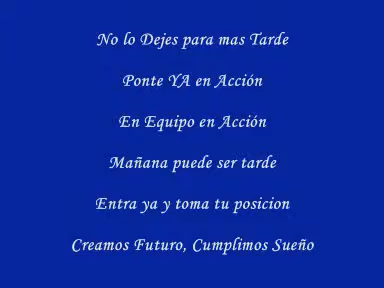 No lo Dejes para mas Tarde
Ponte YA en Acción
En Equipo en Acción
Mañana puede ser tarde
Entra ya y toma tu posicion
Creamos Futuro, Cumplimos Sueño